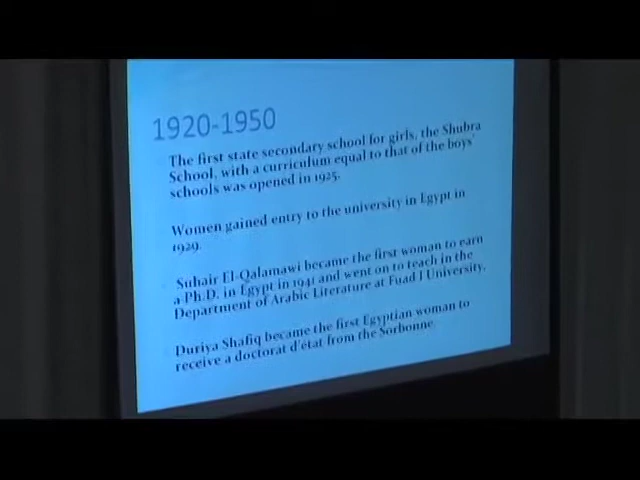 1920-1950
The first state secondary school for girls, the Shubra
School, with a curriculum equal to that of the boys'
schools was opened in 1925.
Women gained entry to the university in Egypt in
1929.
Suhair El-Qalamawi became the first woman to earn
a Ph.D. in Egypt in 1941 and went on to teach in the
Department of Arabic Literature at Fuad I University.
Duriya Shafiq became the first Egyptian woman to
receive a doctorat d'état from the Sorbonne.